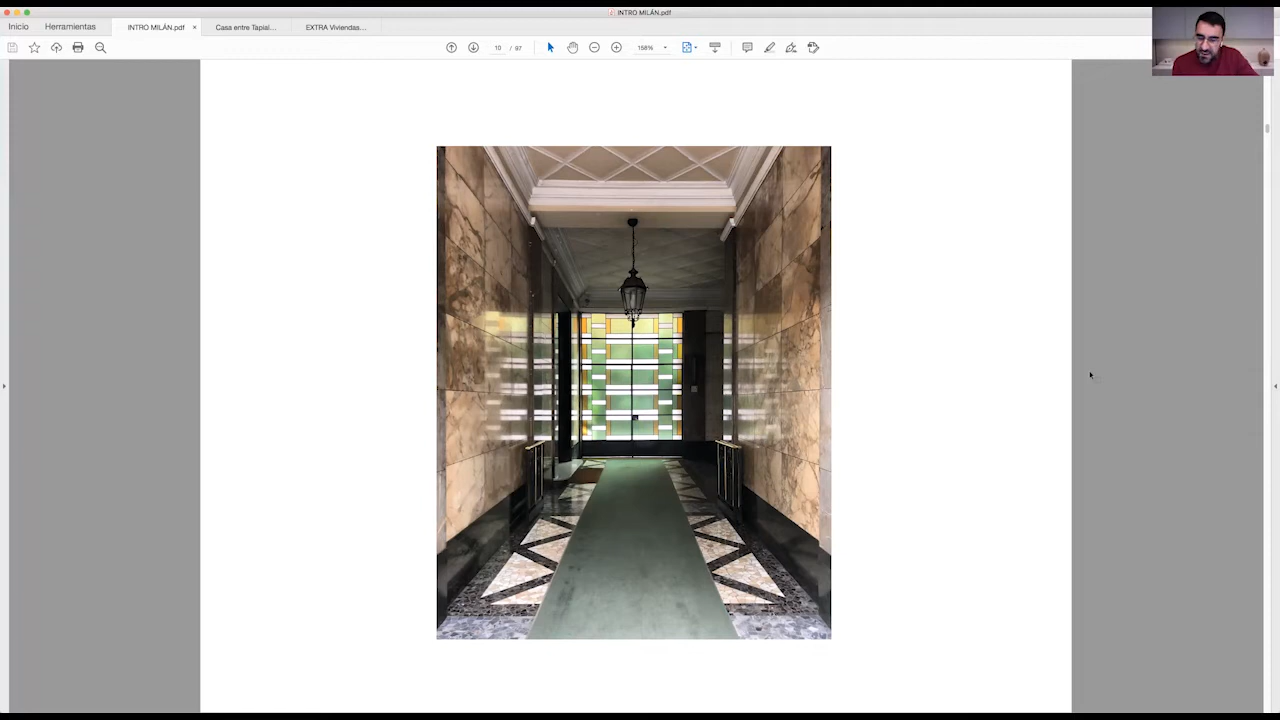 INTRO MILÁN.pdf
Inicio Herramientas INTRO MILÁN.pdf × Casa entre Tapial... EXTRA Viviendas...
10 / 97 158%